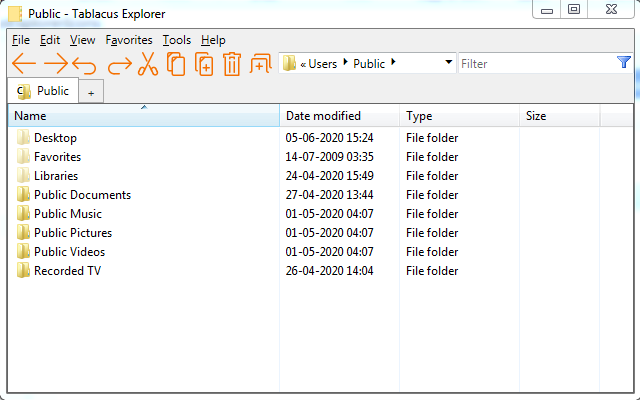 Public - Tablacus Explorer
File Edit View Favorites Tools Help
« Users Public Filter
Public +
Name Date modified Type Size
Desktop 05-06-2020 15:24 File folder
Favorites 14-07-2009 03:35 File folder
Libraries 24-04-2020 15:49 File folder
Public Documents 27-04-2020 13:44 File folder
Public Music 01-05-2020 04:07 File folder
Public Pictures 01-05-2020 04:07 File folder
Public Videos 01-05-2020 04:07 File folder
Recorded TV 26-04-2020 14:04 File folder